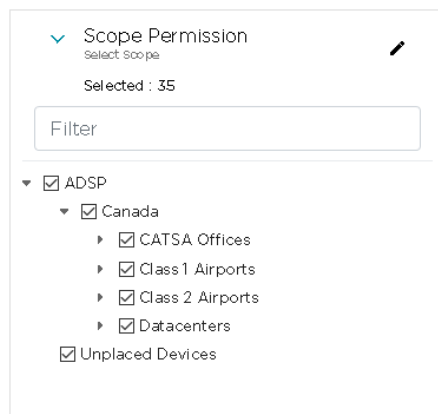 Scope Permission
Select Scope
Selected : 35
Filter
ADSP
Canada
CATSA Offices
Class 1 Airports
Class 2 Airports
Datacenters
Unplaced Devices